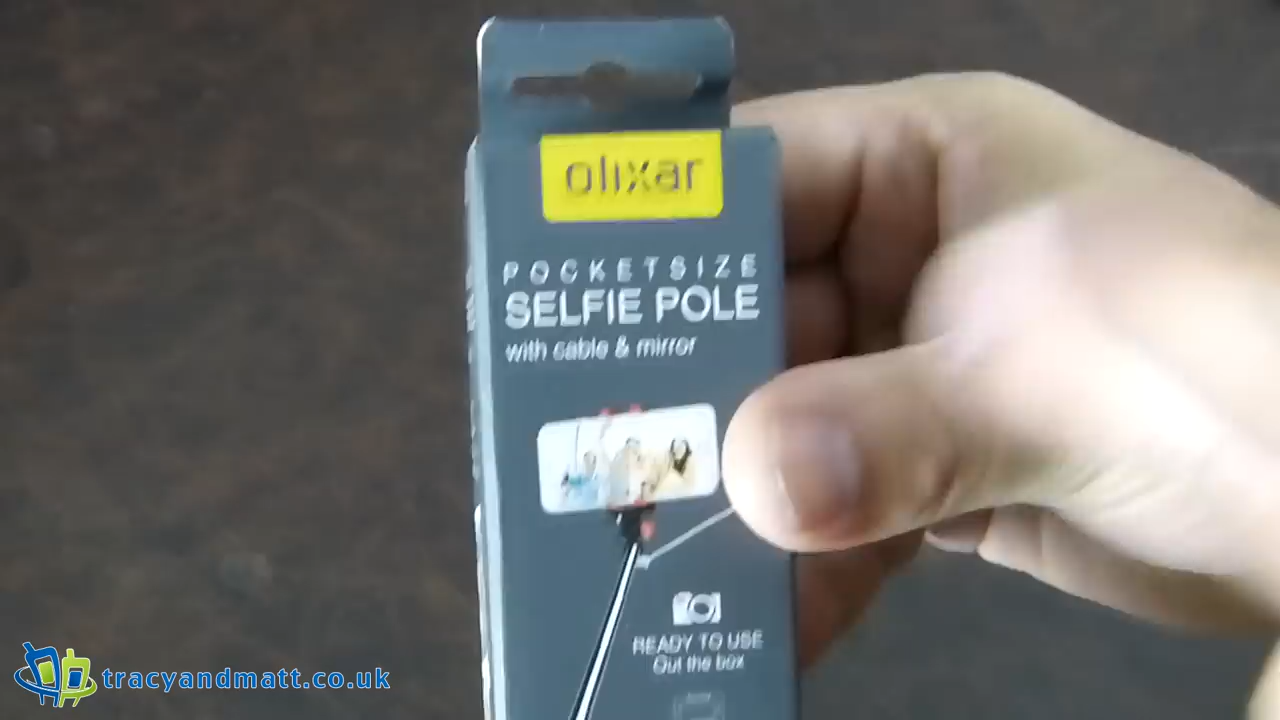 olixar
POCKETSIZE
SELFIE POLE
with cable & mirror
READY TO USE
Out the box
tracyandmatt.co.uk